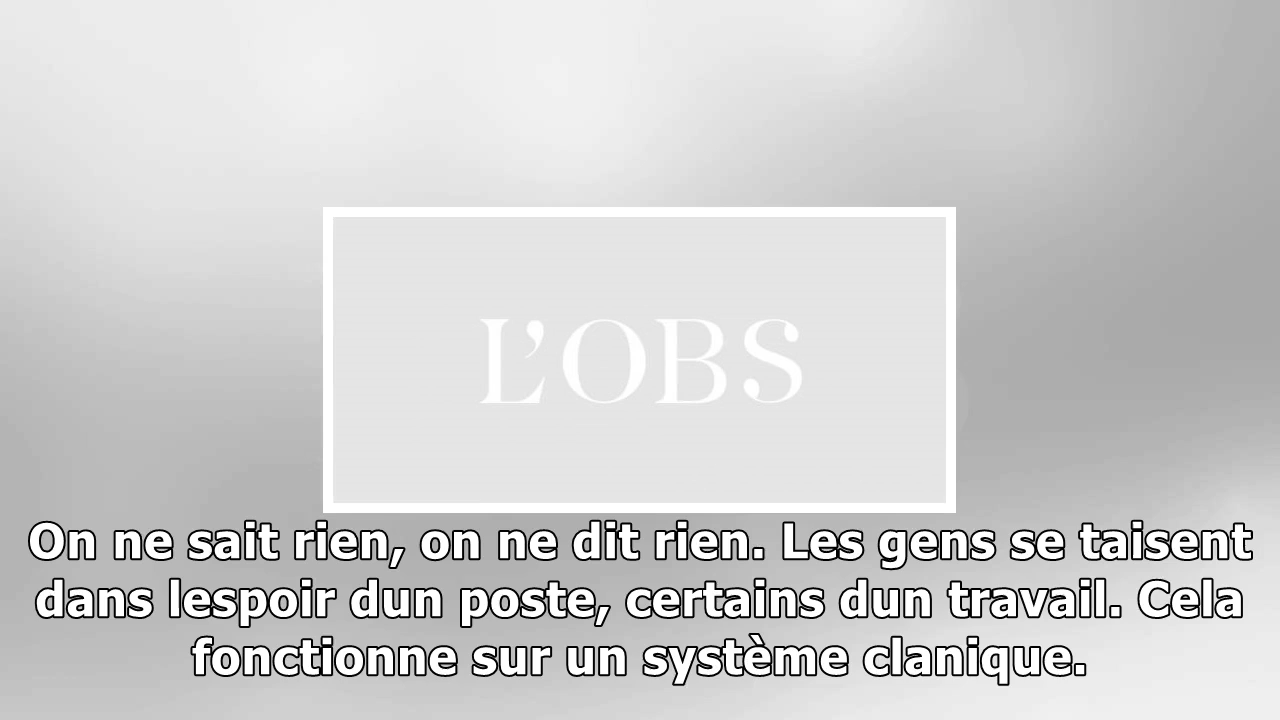 L'OBS
On ne sait rien, on ne dit rien. Les gens se taisent
dans lespoir dun poste, certains dun travail. Cela
fonctionne sur un système clanique.